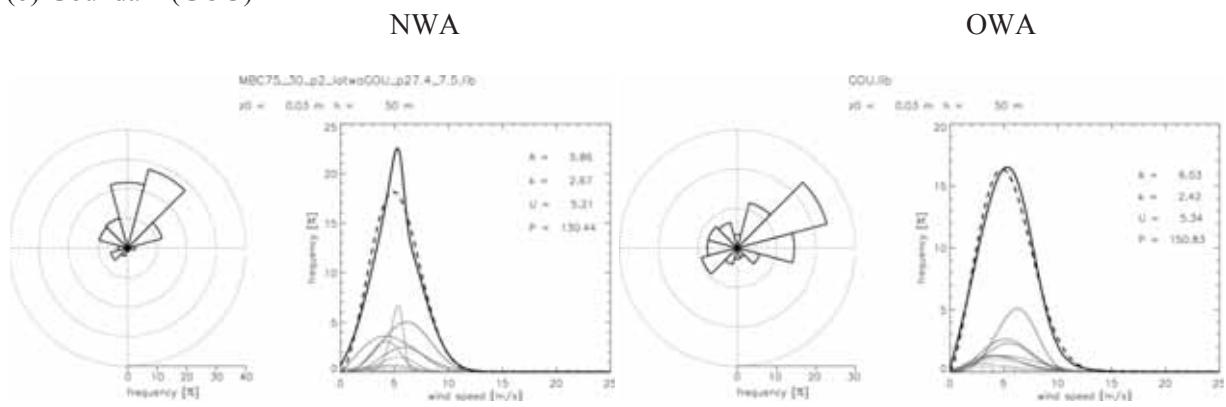 NWA
OWA
MBC75_30_p2_iotwaGOU_p27.4_7.5.lib
GOU.lib
z0 = 0.03 m h = 50 m
z0 = 0.03 m h = 50 m
25
20
15
10
5
0
frequency [%]
A = 5.86
k = 2.67
U = 5.21
P = 130.44
20
15
10
5
0
frequency [%]
A = 6.03
k = 2.42
U = 5.34
P = 150.83
0 10 20 30 40
frequency [%]
0 5 10 15 20 25
wind speed [m/s]
0 10 20 30
frequency [%]
0 5 10 15 20 25
wind speed [m/s]